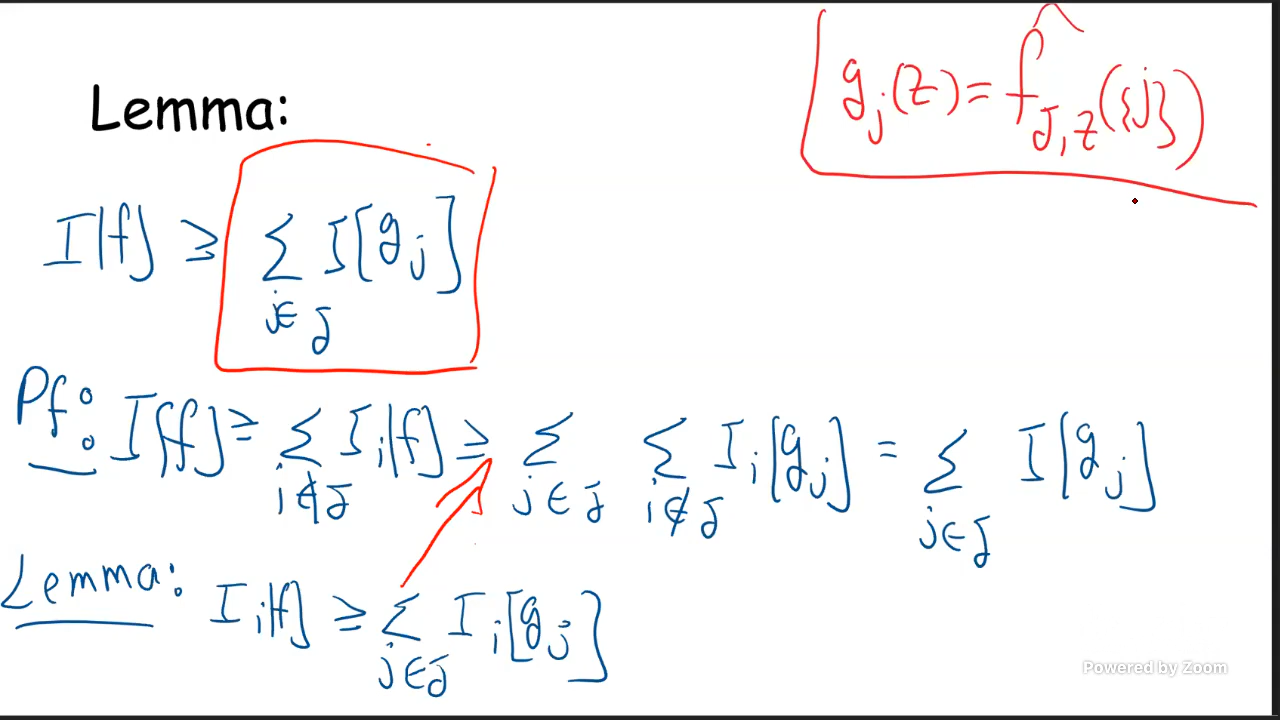 g_j(z) = \hat{f}_{J,z}({j})
Lemma:
I[f] ≥ Σ_{j∈J} I[g_j]
Pf: I[f] ≥ Σ_{i∉J} I_i[f] ≥ Σ_{j∈J} Σ_{i∉J} I_i[g_j] = Σ_{j∈J} I[g_j]
Lemma: I_i[f] ≥ Σ_{j∈J} I_i[g_j]
Powered by Zoom